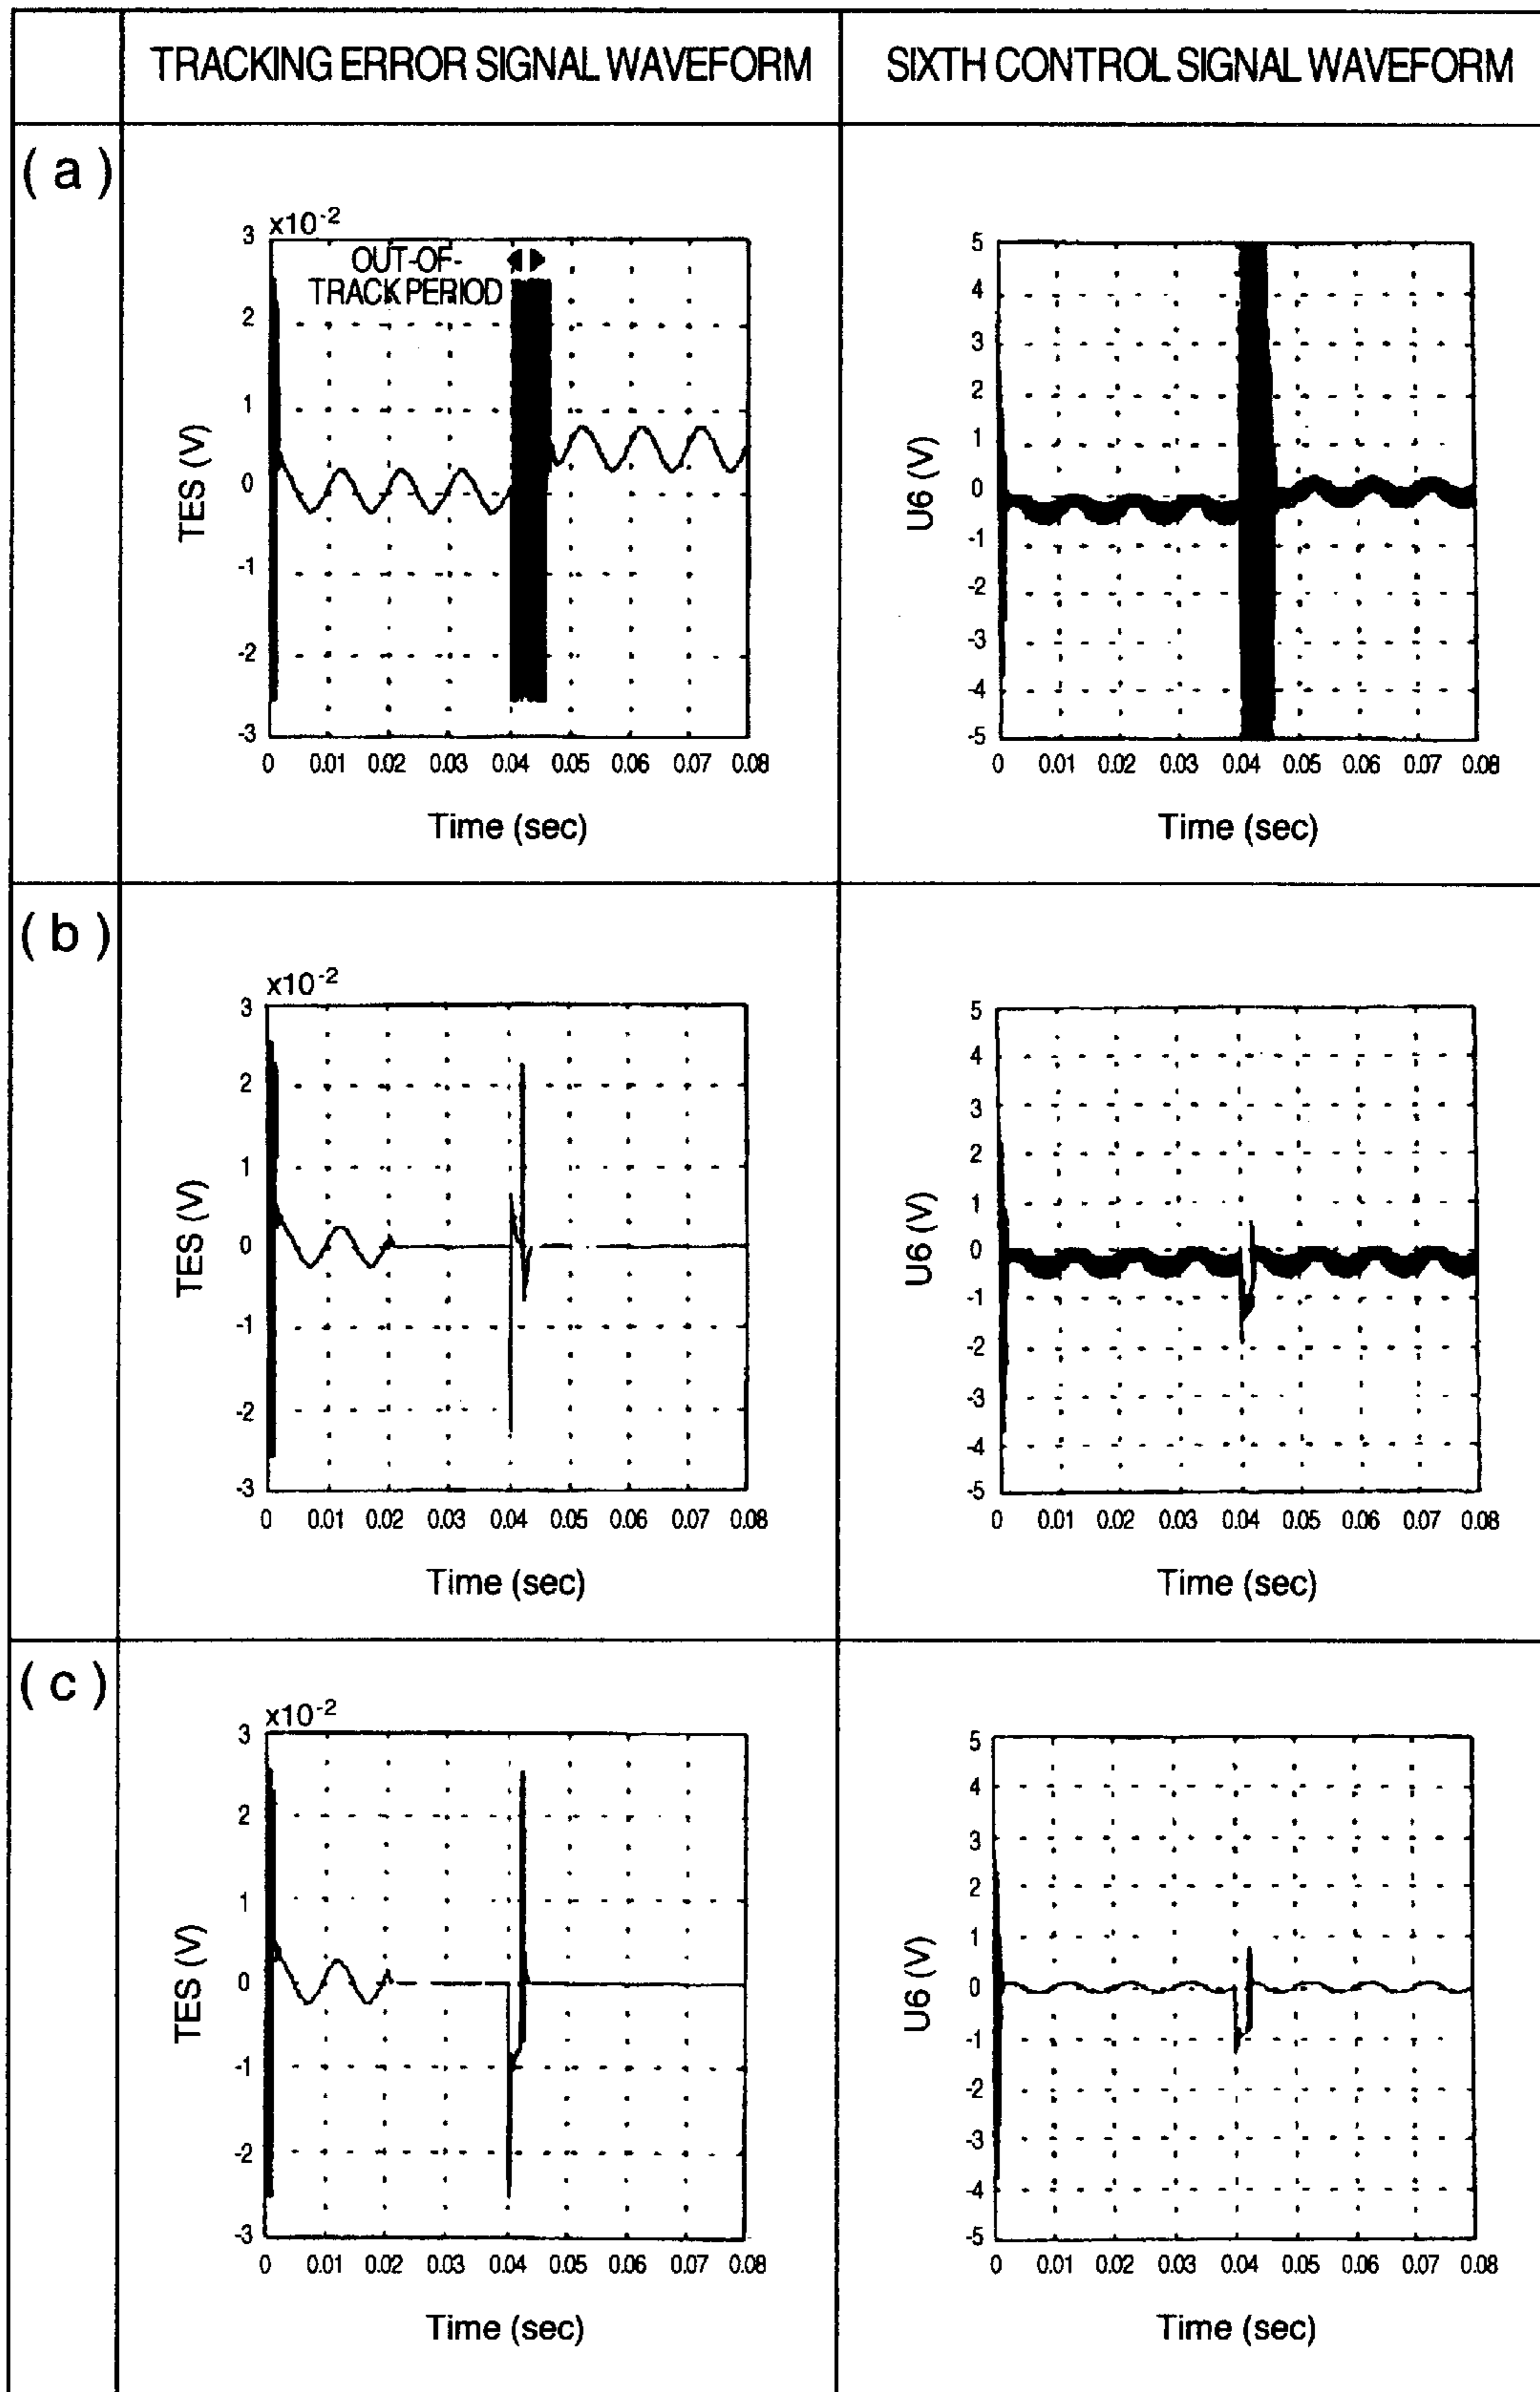 TRACKING ERROR SIGNAL WAVEFORM
SIXTH CONTROL SIGNAL WAVEFORM
(a)
x10-2
3
2
1
0
-1
-2
-3
TES (V)
OUT-OF-
TRACK PERIOD
0 0.01 0.02 0.03 0.04 0.05 0.06 0.07 0.08
Time (sec)
5
4
3
2
1
0
-1
-2
-3
-4
-5
U6 (V)
0 0.01 0.02 0.03 0.04 0.05 0.06 0.07 0.08
Time (sec)
(b)
x10-2
3
2
1
0
-1
-2
-3
TES (V)
0 0.01 0.02 0.03 0.04 0.05 0.06 0.07 0.08
Time (sec)
5
4
3
2
1
0
-1
-2
-3
-4
-5
U6 (V)
0 0.01 0.02 0.03 0.04 0.05 0.06 0.07 0.08
Time (sec)
(c)
x10-2
3
2
1
0
-1
-2
-3
TES (V)
0 0.01 0.02 0.03 0.04 0.05 0.06 0.07 0.08
Time (sec)
5
4
3
2
1
0
-1
-2
-3
-4
-5
U6 (V)
0 0.01 0.02 0.03 0.04 0.05 0.06 0.07 0.08
Time (sec)